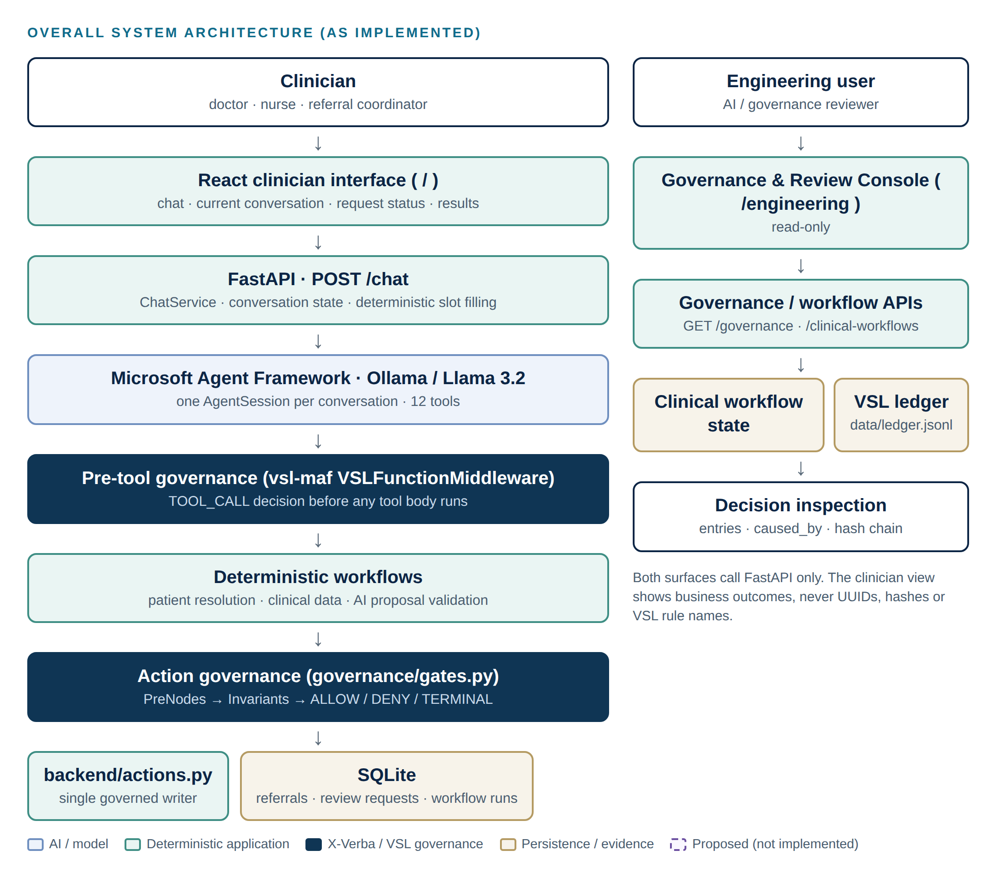 OVERALL SYSTEM ARCHITECTURE (AS IMPLEMENTED)
Clinician
doctor · nurse · referral coordinator
↓
React clinician interface ( / )
chat · current conversation · request status · results
↓
FastAPI · POST /chat
ChatService · conversation state · deterministic slot filling
↓
Microsoft Agent Framework · Ollama / Llama 3.2
one AgentSession per conversation · 12 tools
↓
Pre-tool governance (vsl-maf VSLFunctionMiddleware)
TOOL_CALL decision before any tool body runs
↓
Deterministic workflows
patient resolution · clinical data · AI proposal validation
↓
Action governance (governance/gates.py)
PreNodes → Invariants → ALLOW / DENY / TERMINAL
↓
backend/actions.py
single governed writer
SQLite
referrals · review requests · workflow runs
Engineering user
AI / governance reviewer
↓
Governance & Review Console (
/engineering )
read-only
↓
Governance / workflow APIs
GET /governance · /clinical-workflows
↓
Clinical workflow
state
VSL ledger
data/ledger.jsonl
↓
Decision inspection
entries · caused_by · hash chain
Both surfaces call FastAPI only. The clinician view
shows business outcomes, never UUIDs, hashes or
VSL rule names.
AI / model
Deterministic application
X-Verba / VSL governance
Persistence / evidence
Proposed (not implemented)